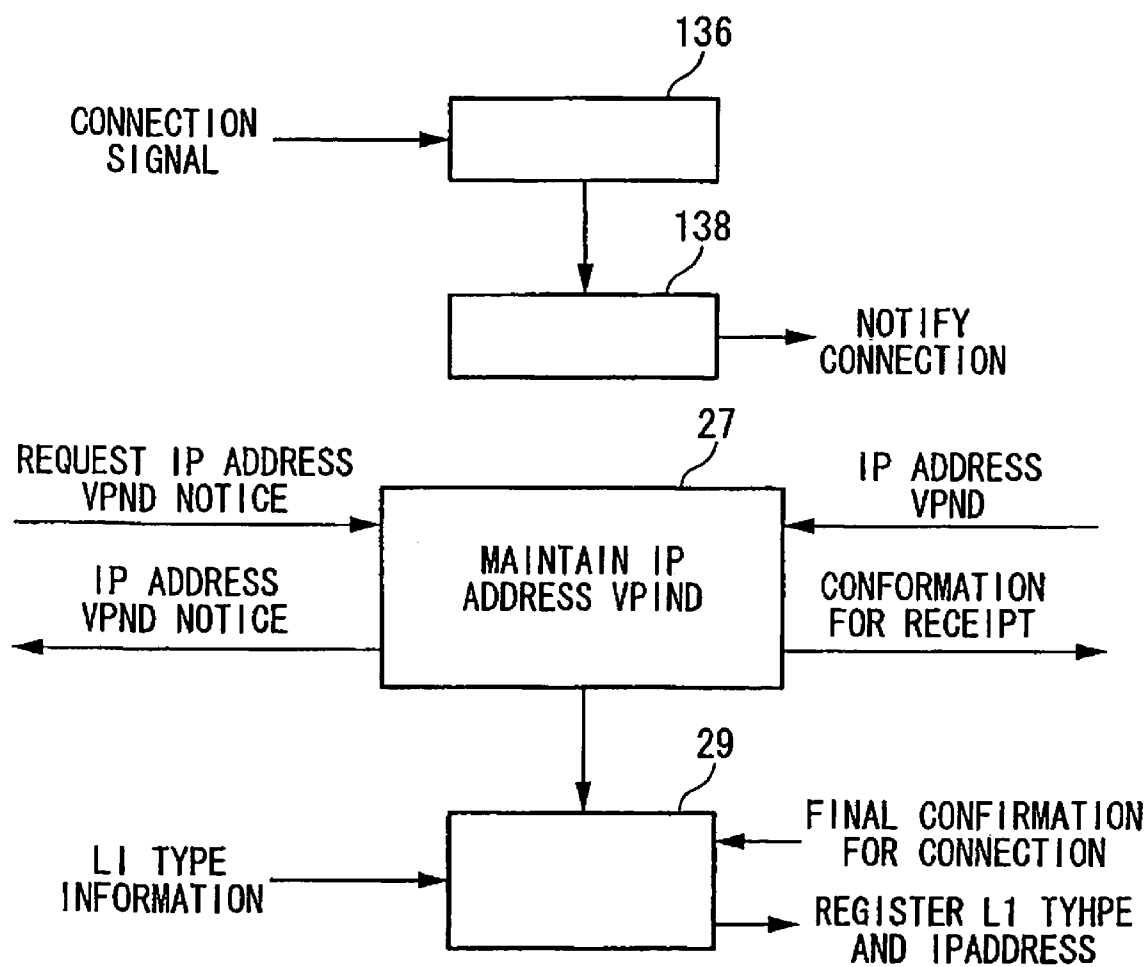 136
CONNECTION
SIGNAL
138
NOTIFY
CONNECTION
27
REQUEST IP ADDRESS
VPND NOTICE
IP ADDRESS
VPND
MAINTAIN IP
ADDRESS VPIND
IP ADDRESS
VPND NOTICE
CONFORMATION
FOR RECEIPT
29
FINAL CONFIRMATION
FOR CONNECTION
LI TYPE
INFORMATION
REGISTER L1 TYHPE
AND IPADDRESS